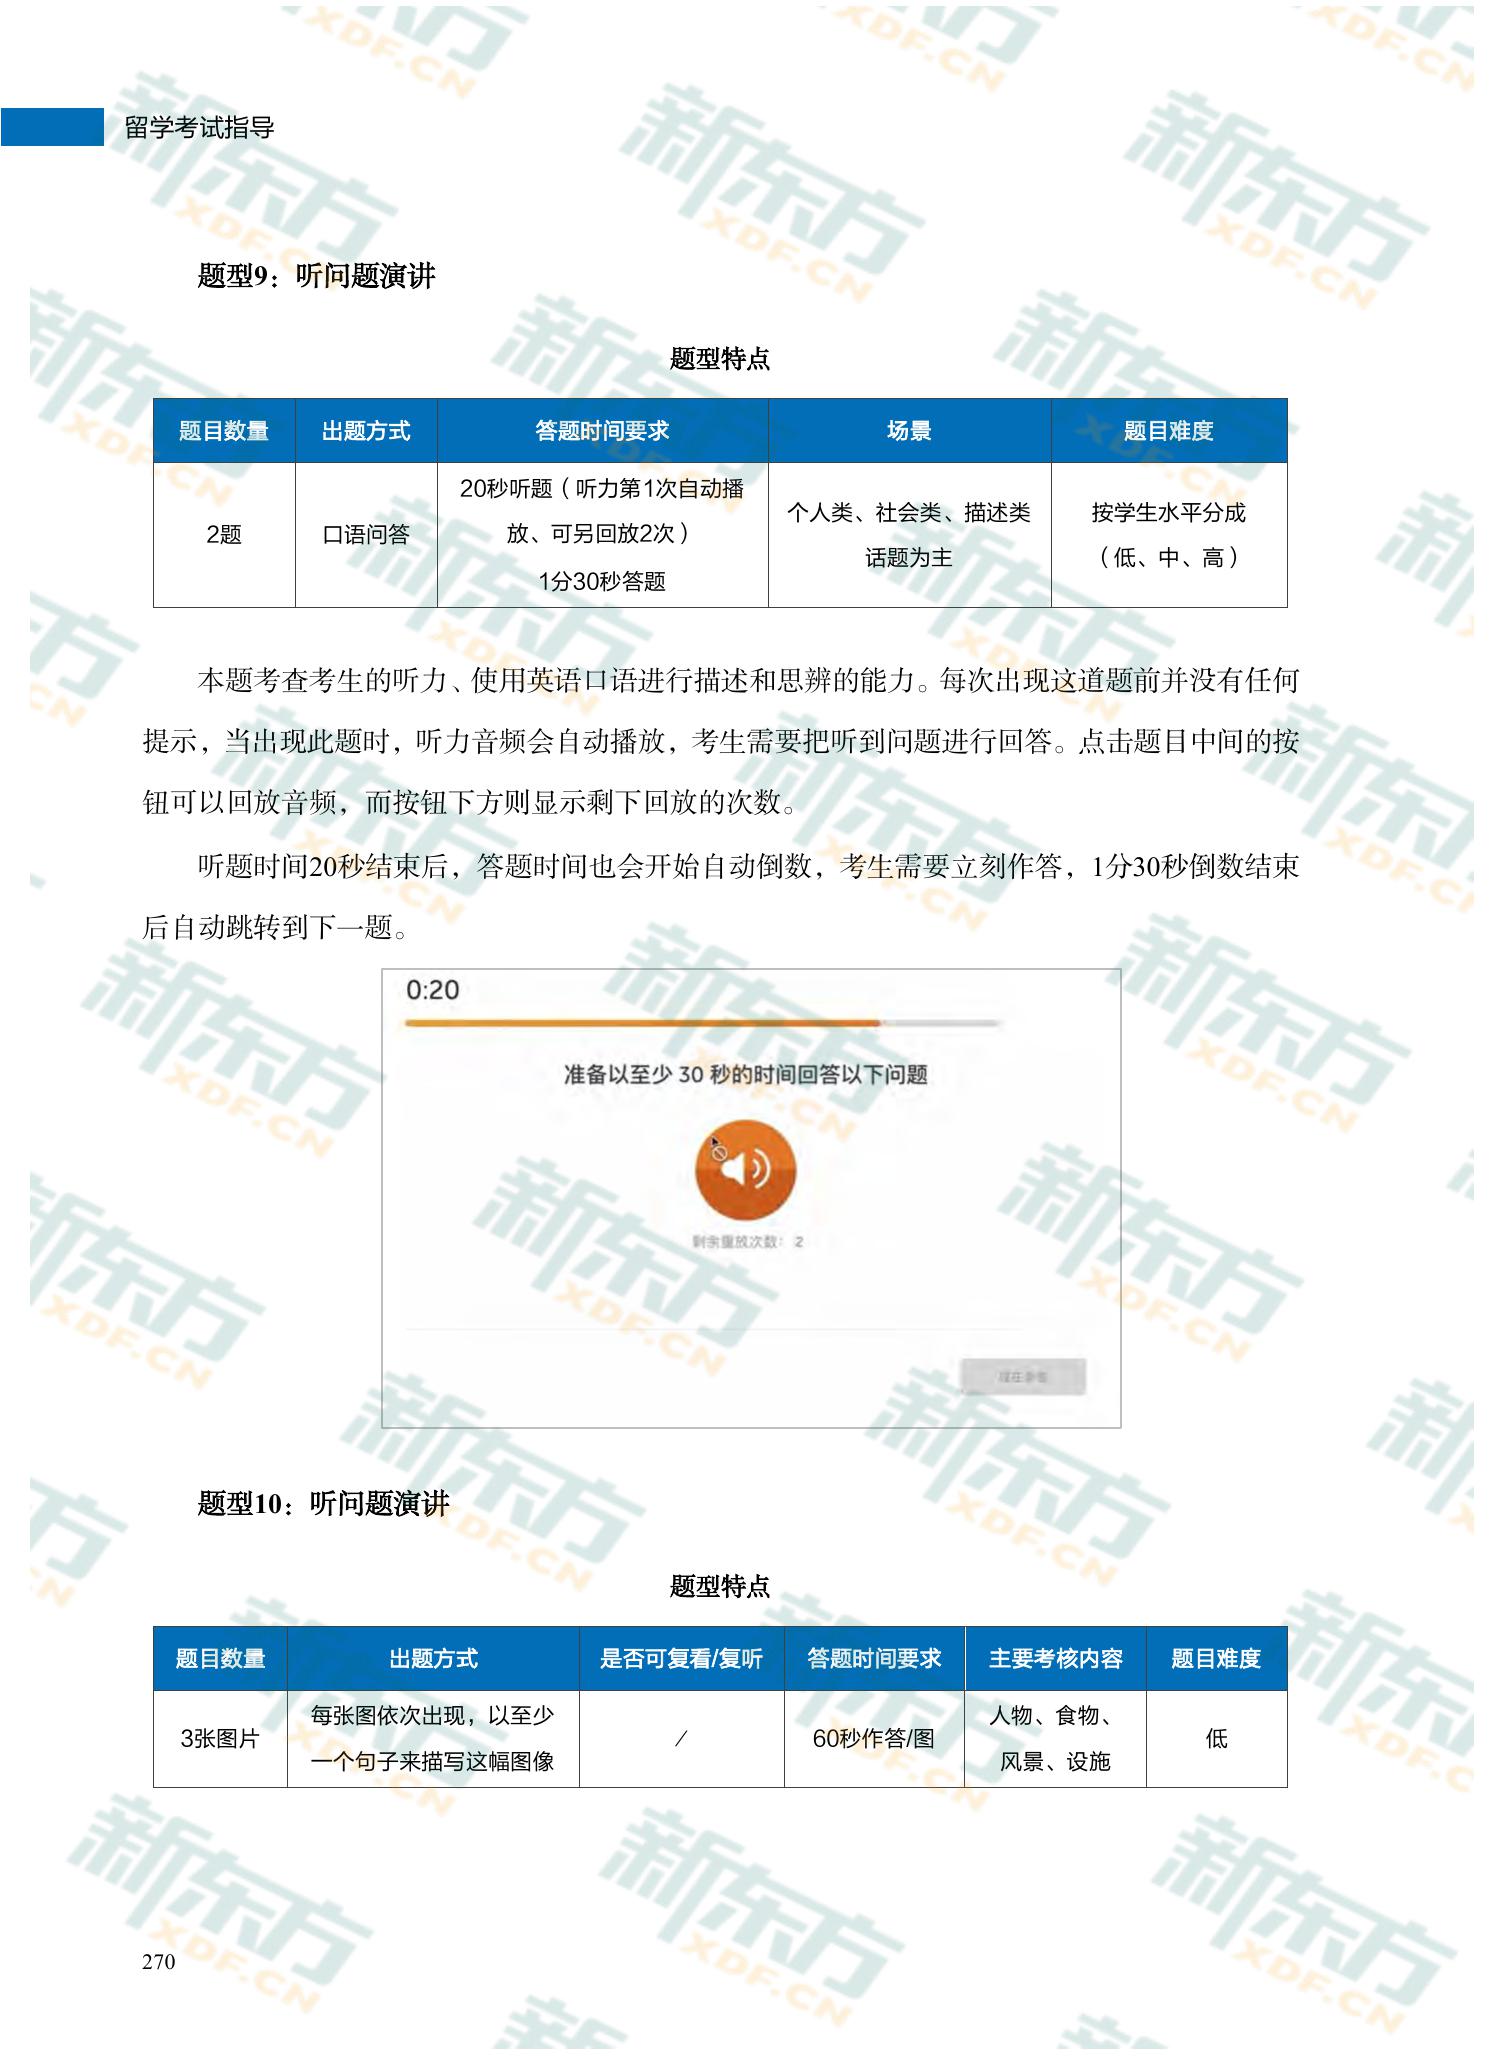 留学考试指导
题型9：听问题演讲
题型特点
题目数量 出题方式 答题时间要求 场景 题目难度
2题 口语问答 20秒听题（听力第1次自动播放、可另回放2次） 1分30秒答题 个人类、社会类、描述类话题为主 按学生水平分成（低、中、高）
本题考查考生的听力、使用英语口语进行描述和思辨的能力。每次出现这道题前并没有任何
提示，当出现此题时，听力音频会自动播放，考生需要把听到问题进行回答。点击题目中间的按
钮可以回放音频，而按钮下方则显示剩下回放的次数。
听题时间20秒结束后，答题时间也会开始自动倒数，考生需要立刻作答，1分30秒倒数结束
后自动跳转到下一题。
0:20
准备以至少 30 秒的时间回答以下问题
剩余重放次数： 2
题型10：听问题演讲
题型特点
题目数量 出题方式 是否可复看/复听 答题时间要求 主要考核内容 题目难度
3张图片 每张图依次出现，以至少一个句子来描写这幅图像 / 60秒作答/图 人物、食物、风景、设施 低
270
新东方
XDF.CN